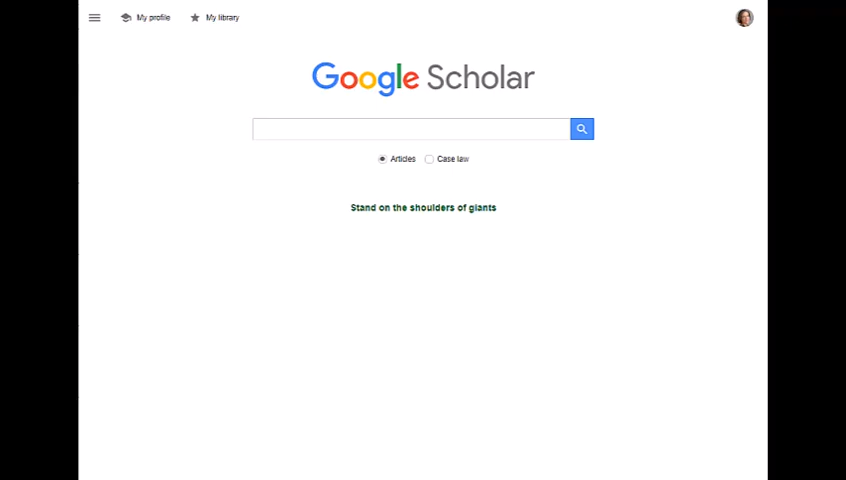 My profile My library
Google Scholar
Articles Case law
Stand on the shoulders of giants